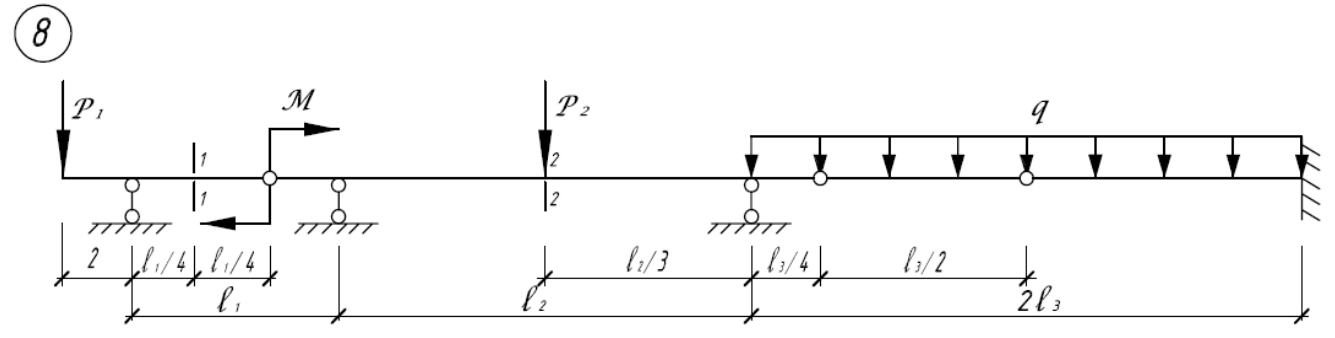 8
P₁
M
P₂
q
1
1
2
2
2
ℓ₁/4
ℓ₁/4
ℓ₂/3
ℓ₃/4
ℓ₃/2
ℓ₁
ℓ₂
2ℓ₃